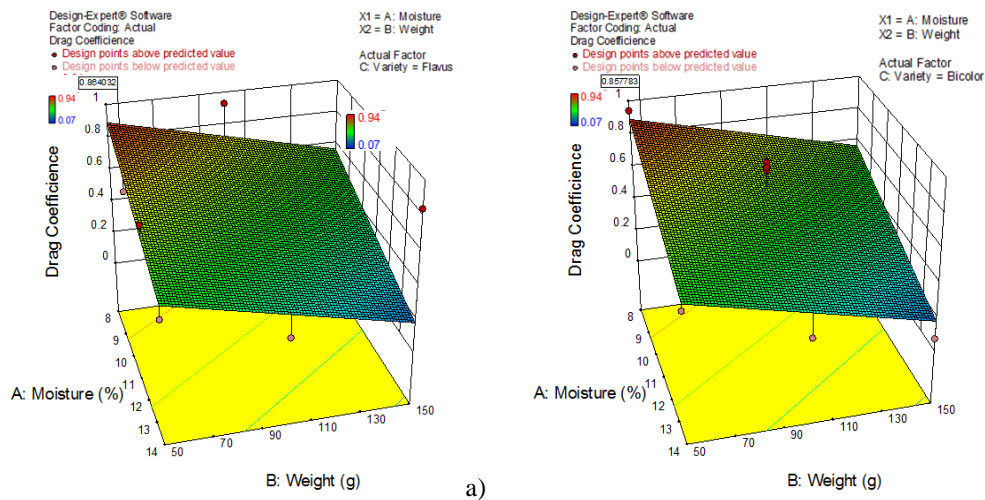 Design-Expert® Software
Factor Coding: Actual
Drag Coefficience
Design points above predicted value
Design points below predicted value
0.94
0.07
X1 = A: Moisture
X2 = B: Weight
Actual Factor
C: Variety = Flavus
0.864032
0.94
0.07
1
0.8
0.6
0.4
0.2
0
Drag Coefficience
8
9
10
11
12
13
14
A: Moisture (%)
50
70
90
110
130
150
B: Weight (g)
a)
Design-Expert® Software
Factor Coding: Actual
Drag Coefficience
Design points above predicted value
Design points below predicted value
0.94
0.07
X1 = A: Moisture
X2 = B: Weight
Actual Factor
C: Variety = Bicolor
0.857783
1
0.8
0.6
0.4
0.2
0
Drag Coefficience
8
9
10
11
12
13
14
A: Moisture (%)
50
70
90
110
130
150
B: Weight (g)